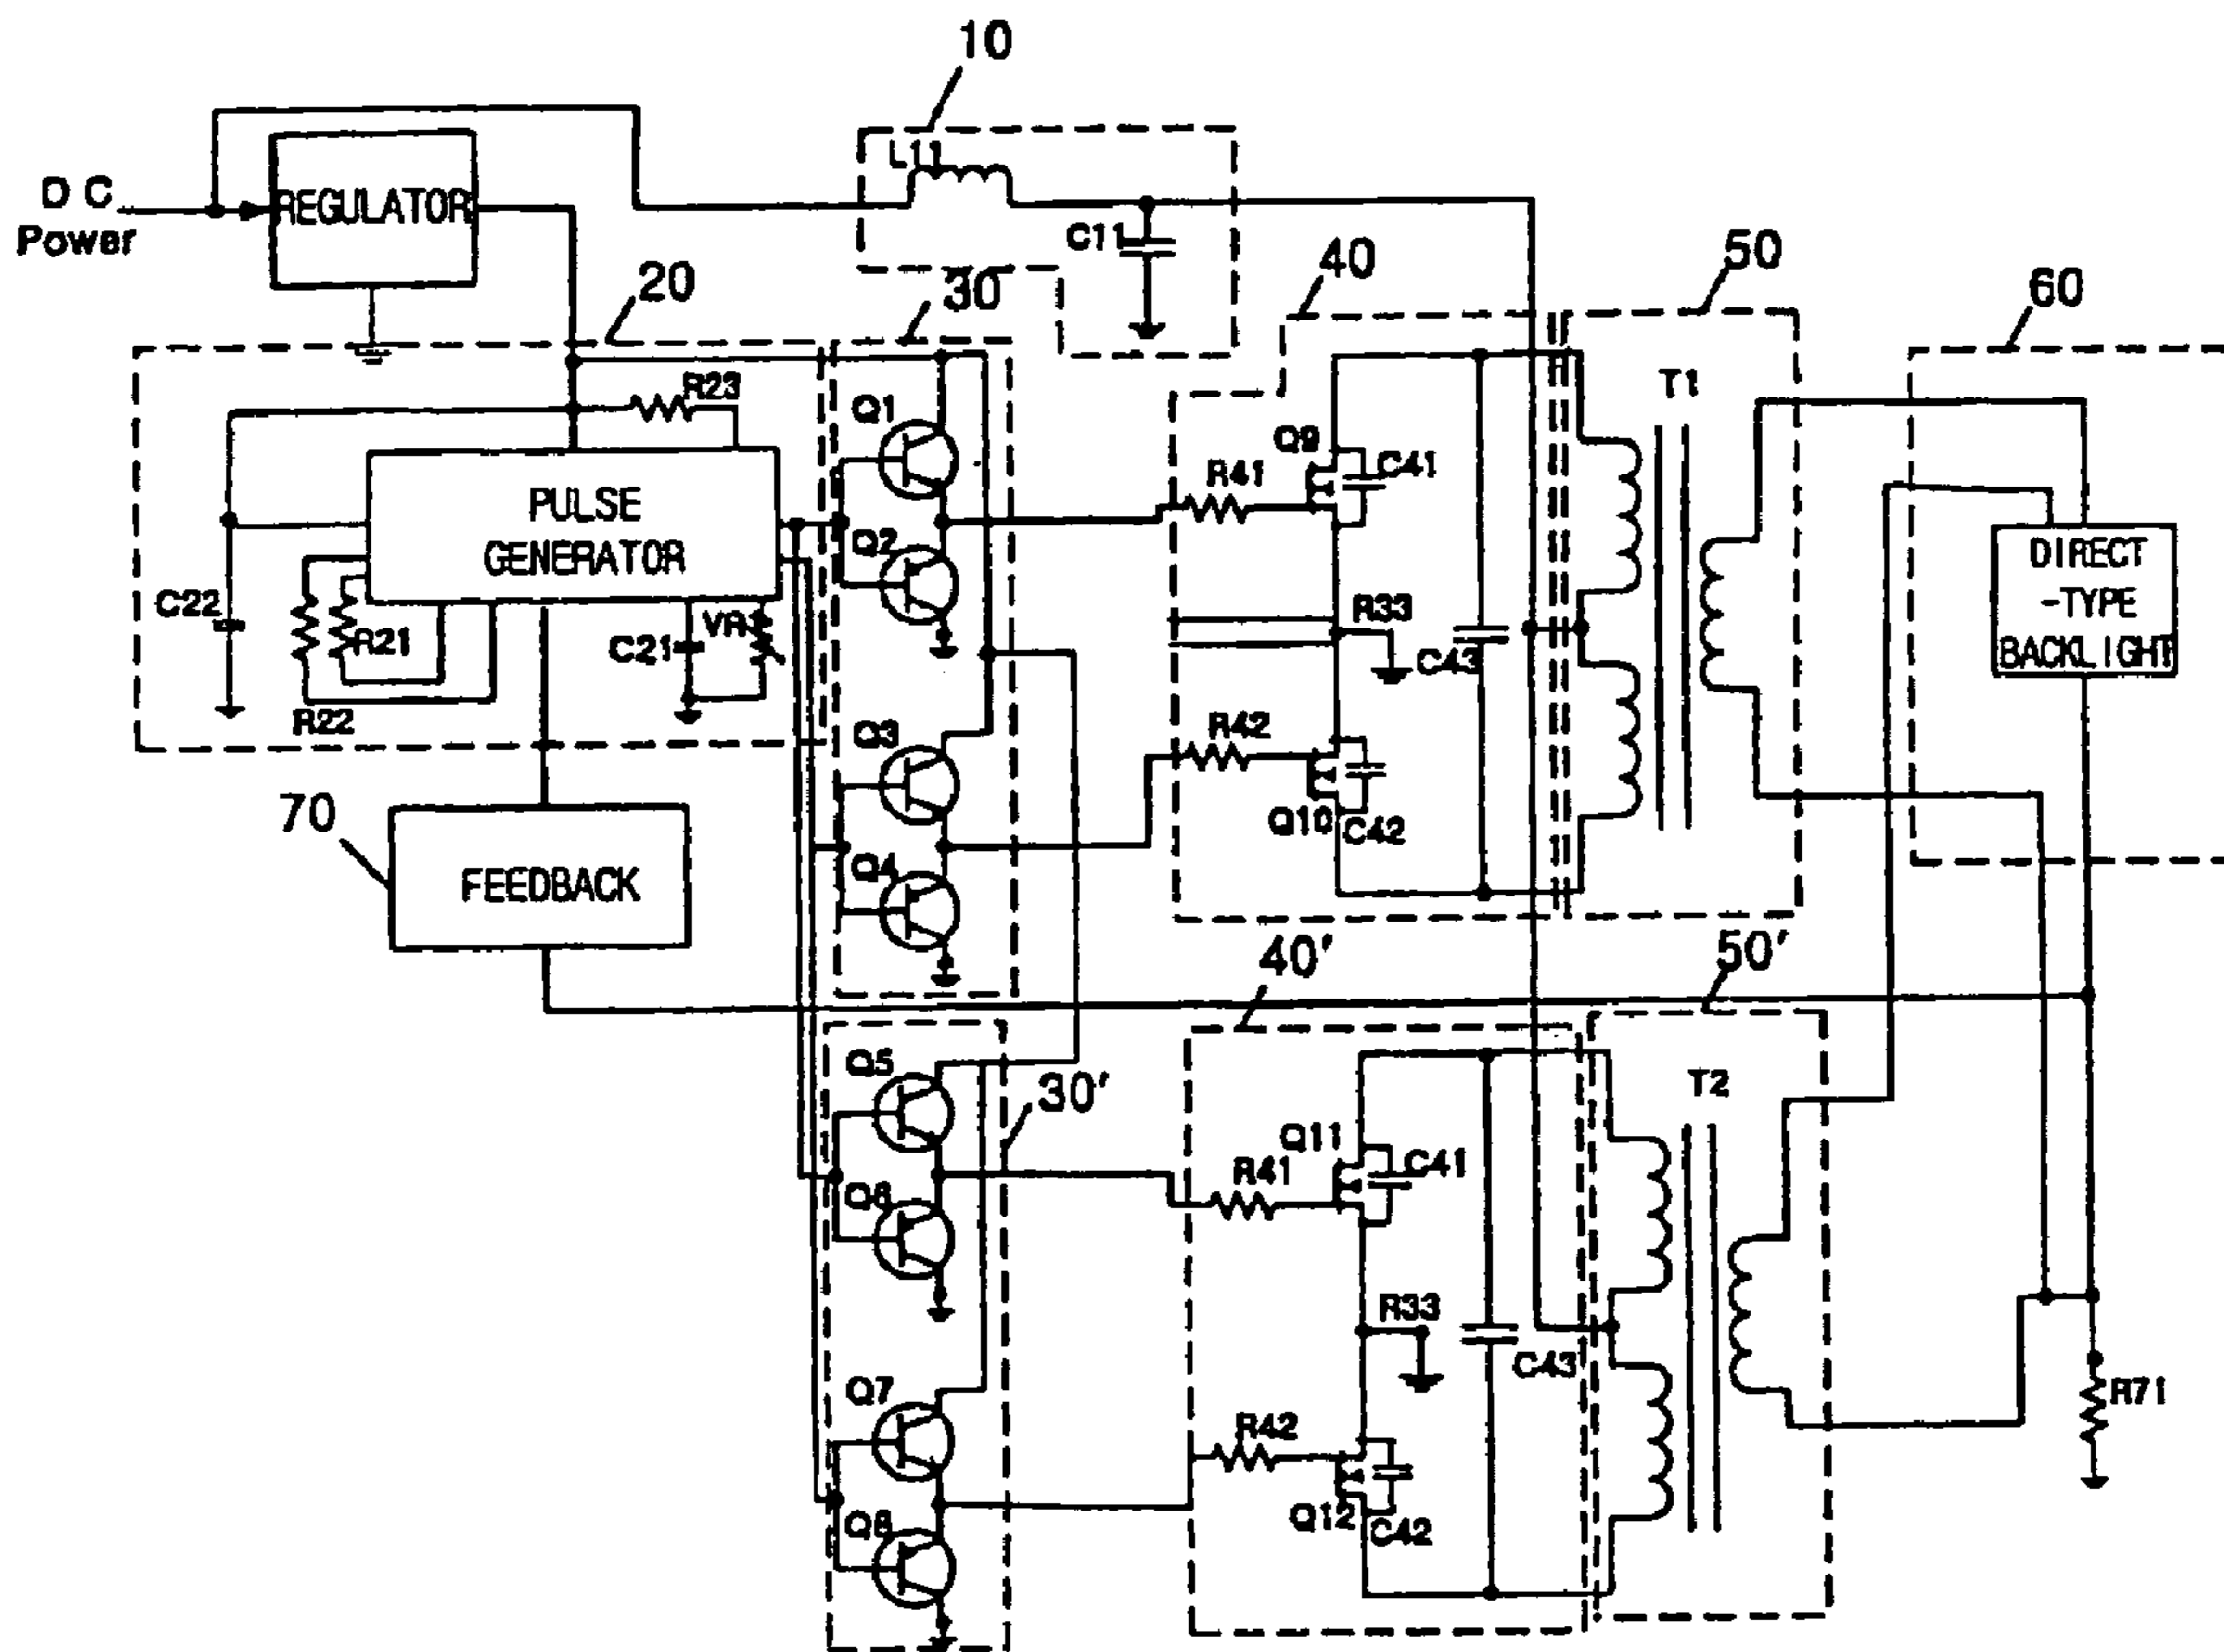 10
L11
D C
Power
REGULATOR
C11
20
30
40
50
60
R23
T1
Q1
Q9
C41
R41
PULSE
GENERATOR
DIRECT
-TYPE
BACKLIGHT
Q2
C22
R21
C21
VR1
R33
C43
R22
Q3
R42
70
Q10
C42
FEEDBACK
Q4
40'
50'
Q5
30'
T2
Q11
C41
R41
Q6
R33
C43
Q7
R42
R71
Q8
Q12
C42